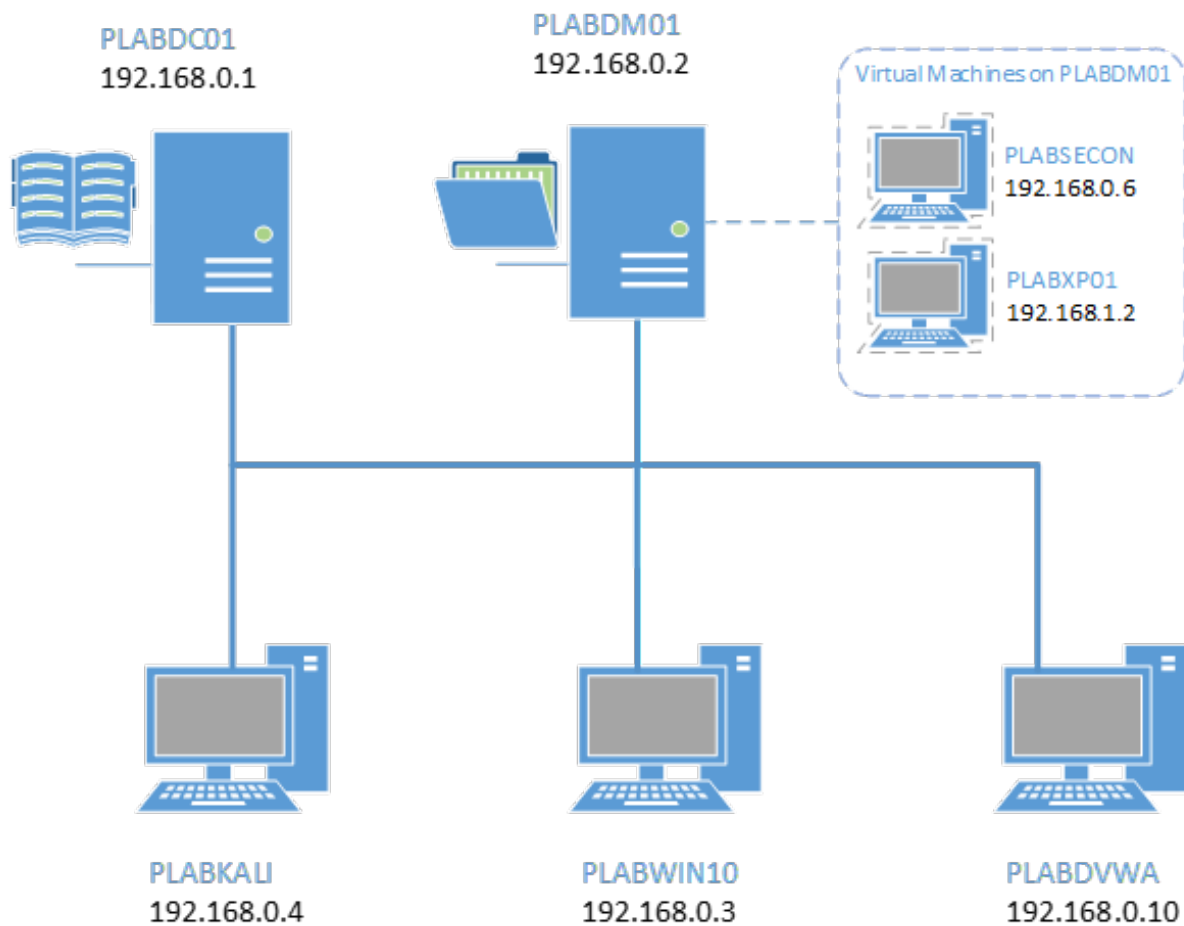 PLABDC01
192.168.0.1
PLABDM01
192.168.0.2
Virtual Machines on PLABDM01
PLABSECON
192.168.0.6
PLABXP01
192.168.1.2
PLABKALI
192.168.0.4
PLABWIN10
192.168.0.3
PLABDVWA
192.168.0.10